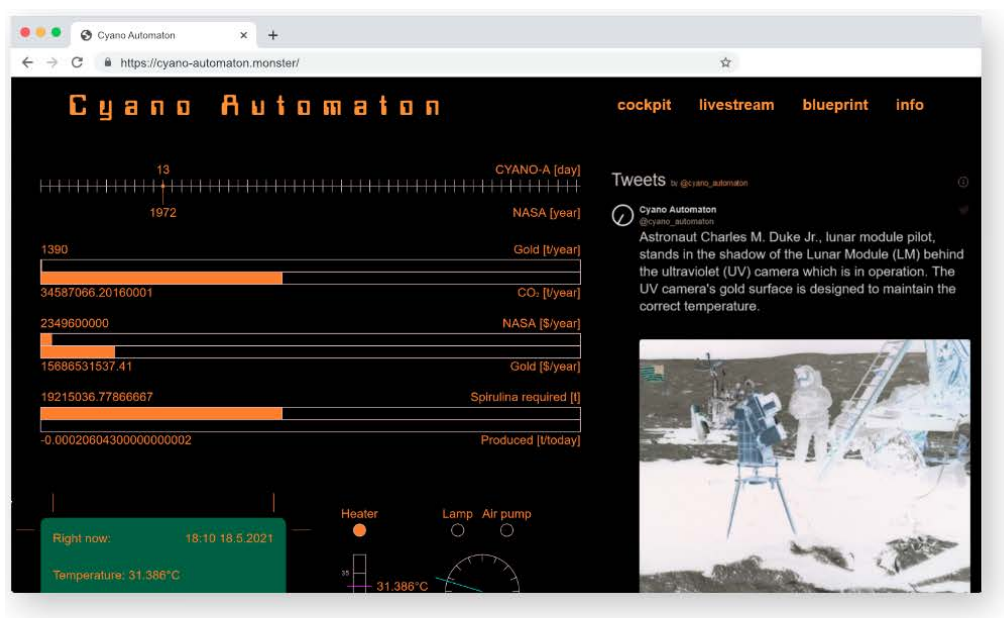 Cyano Automaton
https://cyano-automaton.monster/
Cyano Automaton
cockpit livestream blueprint info
13 CYANO-A [day]
1972 NASA [year]
1390 Gold [t/year]
34587066.20160001 CO₂ [t/year]
2349600000 NASA [$/year]
15686531537.41 Gold [$/year]
19215036.77866667 Spirulina required [t]
-0.00020604300000000002 Produced [t/today]
Heater Lamp Air pump
Right now: 18:10 18.5.2021
Temperature: 31.386°C
35
31.386°C
Tweets by @cyano_automaton
Cyano Automaton
@cyano_automaton
Astronaut Charles M. Duke Jr., lunar module pilot,
stands in the shadow of the Lunar Module (LM) behind
the ultraviolet (UV) camera which is in operation. The
UV camera's gold surface is designed to maintain the
correct temperature.